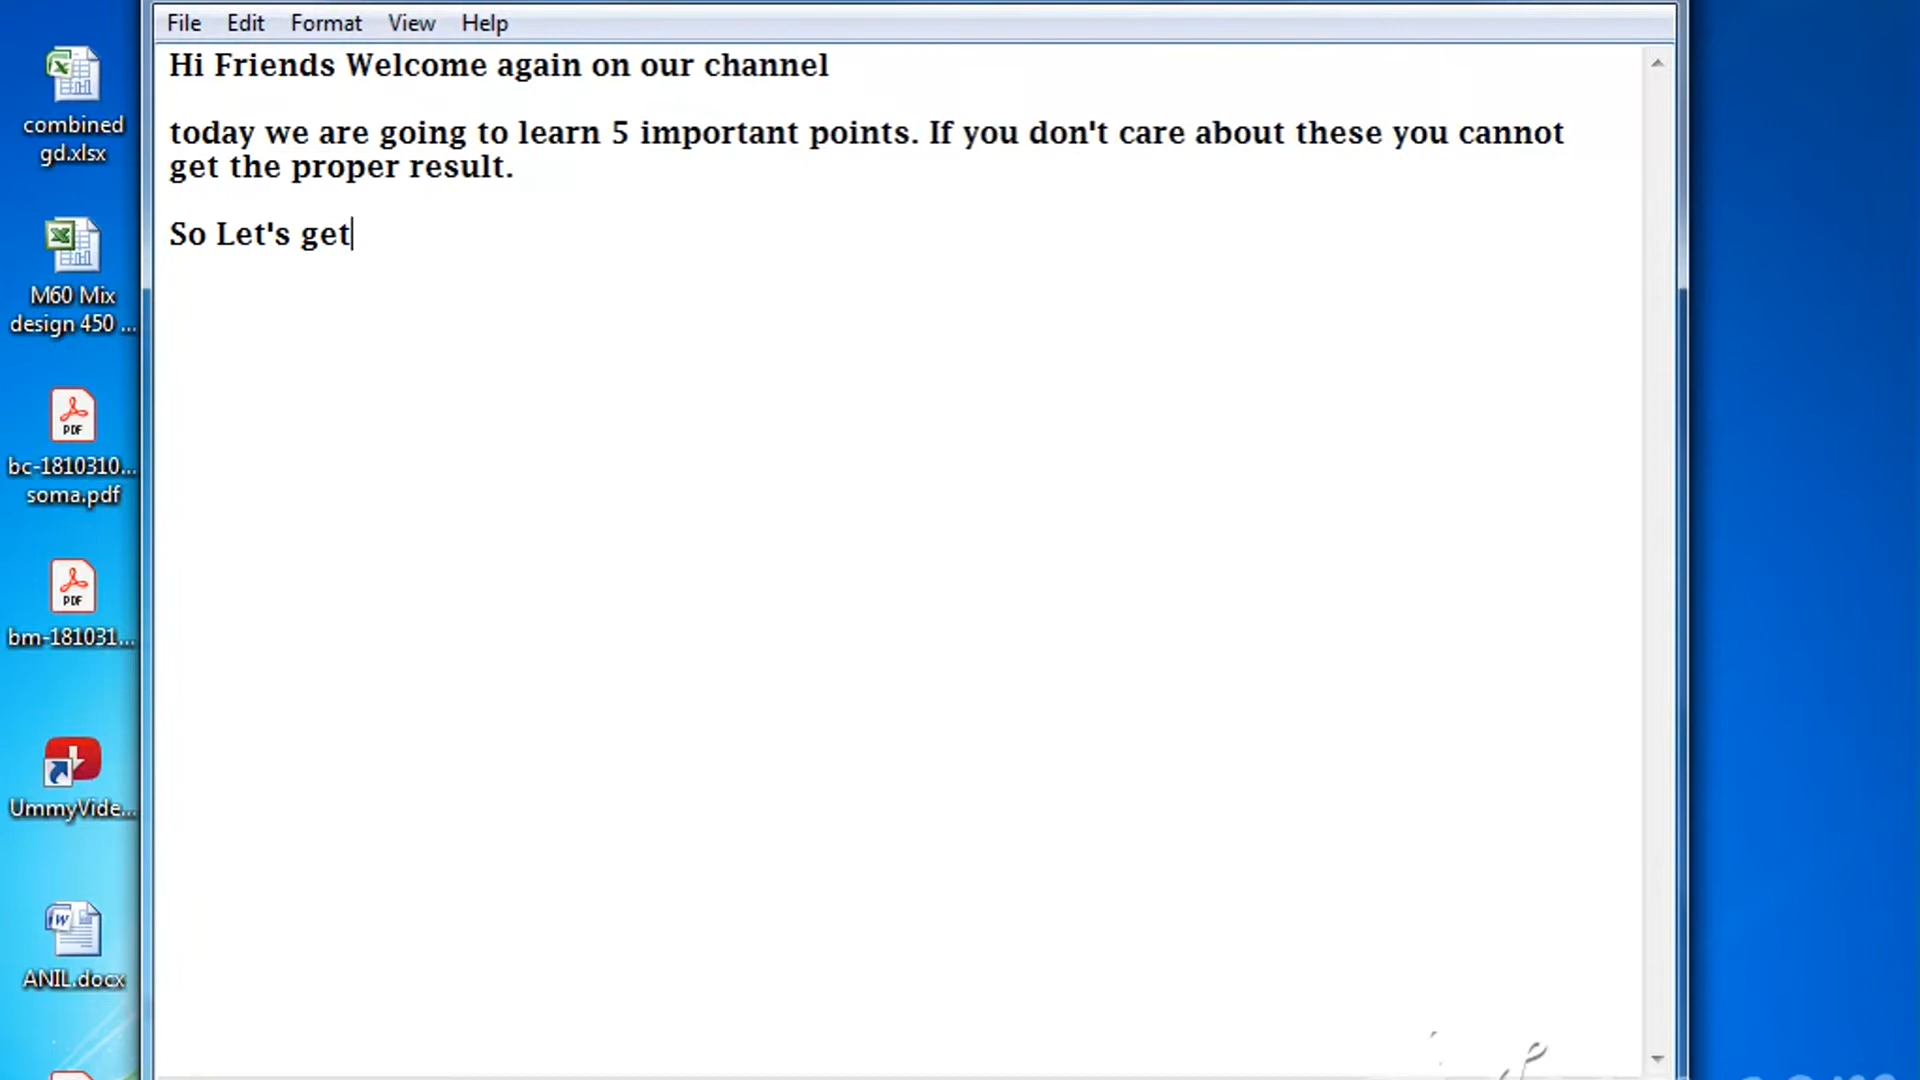 File Edit Format View Help
Hi Friends Welcome again on our channel
today we are going to learn 5 important points. If you don't care about these you cannot
get the proper result.
So Let's get
combined
gd.xlsx
M60 Mix
design 450 ...
PDF
bc-1810310...
soma.pdf
PDF
bm-181031...
UmmyVide...
ANIL.docx